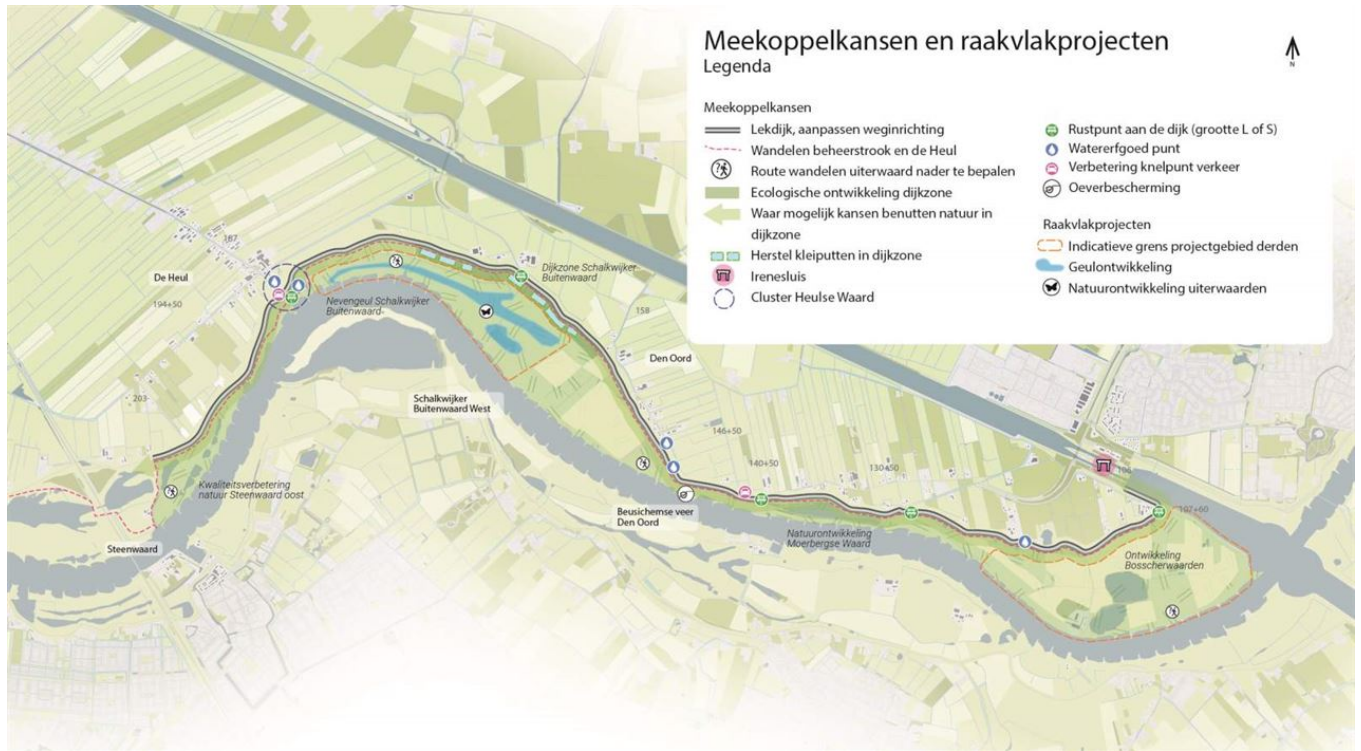 Meekoppelkansen en raakvlakprojecten
Legenda
N
Meekoppelkansen
Lekdijk, aanpassen weginrichting
Wandelen beheerstrook en de Heul
Route wandelen uiterwaard nader te bepalen
Ecologische ontwikkeling dijkzone
Waar mogelijk kansen benutten natuur in
dijkzone
Herstel kleiputten in dijkzone
Irenesluis
Cluster Heulse Waard
Rustpunt aan de dijk (grootte L of S)
Watererfgoed punt
Verbetering knelpunt verkeer
Oeverbescherming
Raakvlakprojecten
Indicatieve grens projectgebied derden
Geulontwikkeling
Natuurontwikkeling uiterwaarden
187
De Heul
194+50
Dijkzone Schalkwijker
Buitenwaard
Nevengeul Schalkwijker
Buitenwaard
158
Den Oord
203
Schalkwijker
Buitenwaard West
146+50
140+50
130+50
108
107+60
Kwaliteitsverbetering
natuur Steenwaard oost
Beusichemse veer
Den Oord
Natuurontwikkeling
Moerbergse Waard
Ontwikkeling
Bosscherwaarden
Steenwaard